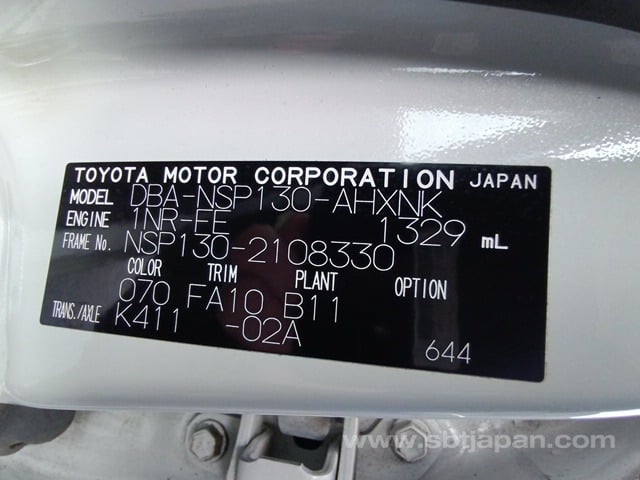 TOYOTA MOTOR CORPORATION JAPAN
MODEL DBA-NSP130-AHXNK
ENGINE 1NR-FE 1329 mL
FRAME No. NSP130-2108330
COLOR TRIM PLANT OPTION
070 FA10 B11
TRANS./AXLE K411 -02A
644
www.sbtjapan.com